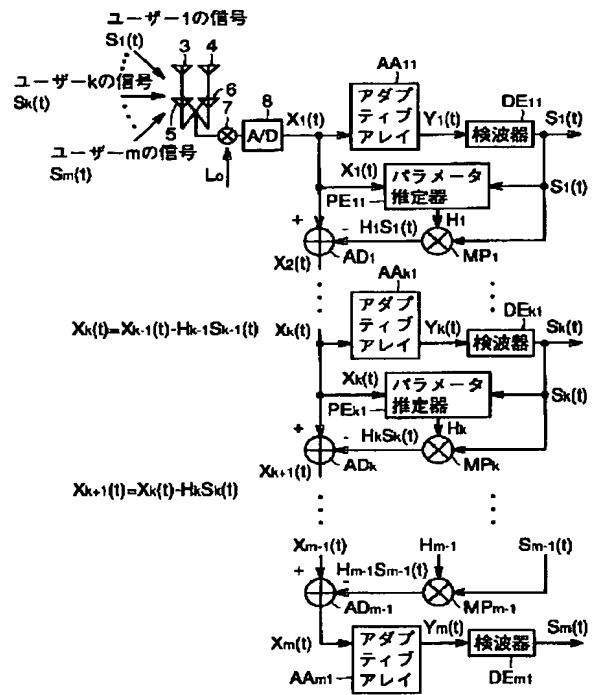 ユーザー1の信号
S1(t)
3 4
ユーザーkの信号
Sk(t)
5 6 7
8
A/D
Lo
ユーザーmの信号
Sm(t)
X1(t)
AA11
アダプ
ティブ
アレイ
Y1(t)
DE11
検波器
S1(t)
X1(t)
パラメータ
推定器
PE11
S1(t)
H1
+
-
H1S1(t)
AD1
MP1
X2(t)
AAk1
Xk(t)=Xk-1(t)-Hk-1Sk-1(t)
Xk(t)
アダプ
ティブ
アレイ
Yk(t)
DEk1
検波器
Sk(t)
Xk(t)
パラメータ
推定器
PEk1
Sk(t)
Hk
+
-
HkSk(t)
ADk
MPk
Xk+1(t)
Xk+1(t)=Xk(t)-HkSk(t)
Xm-1(t)
Hm-1
Sm-1(t)
+
-
Hm-1Sm-1(t)
ADm-1
MPm-1
Xm(t)
アダプ
ティブ
アレイ
AAm1
Ym(t)
検波器
DEm1
Sm(t)